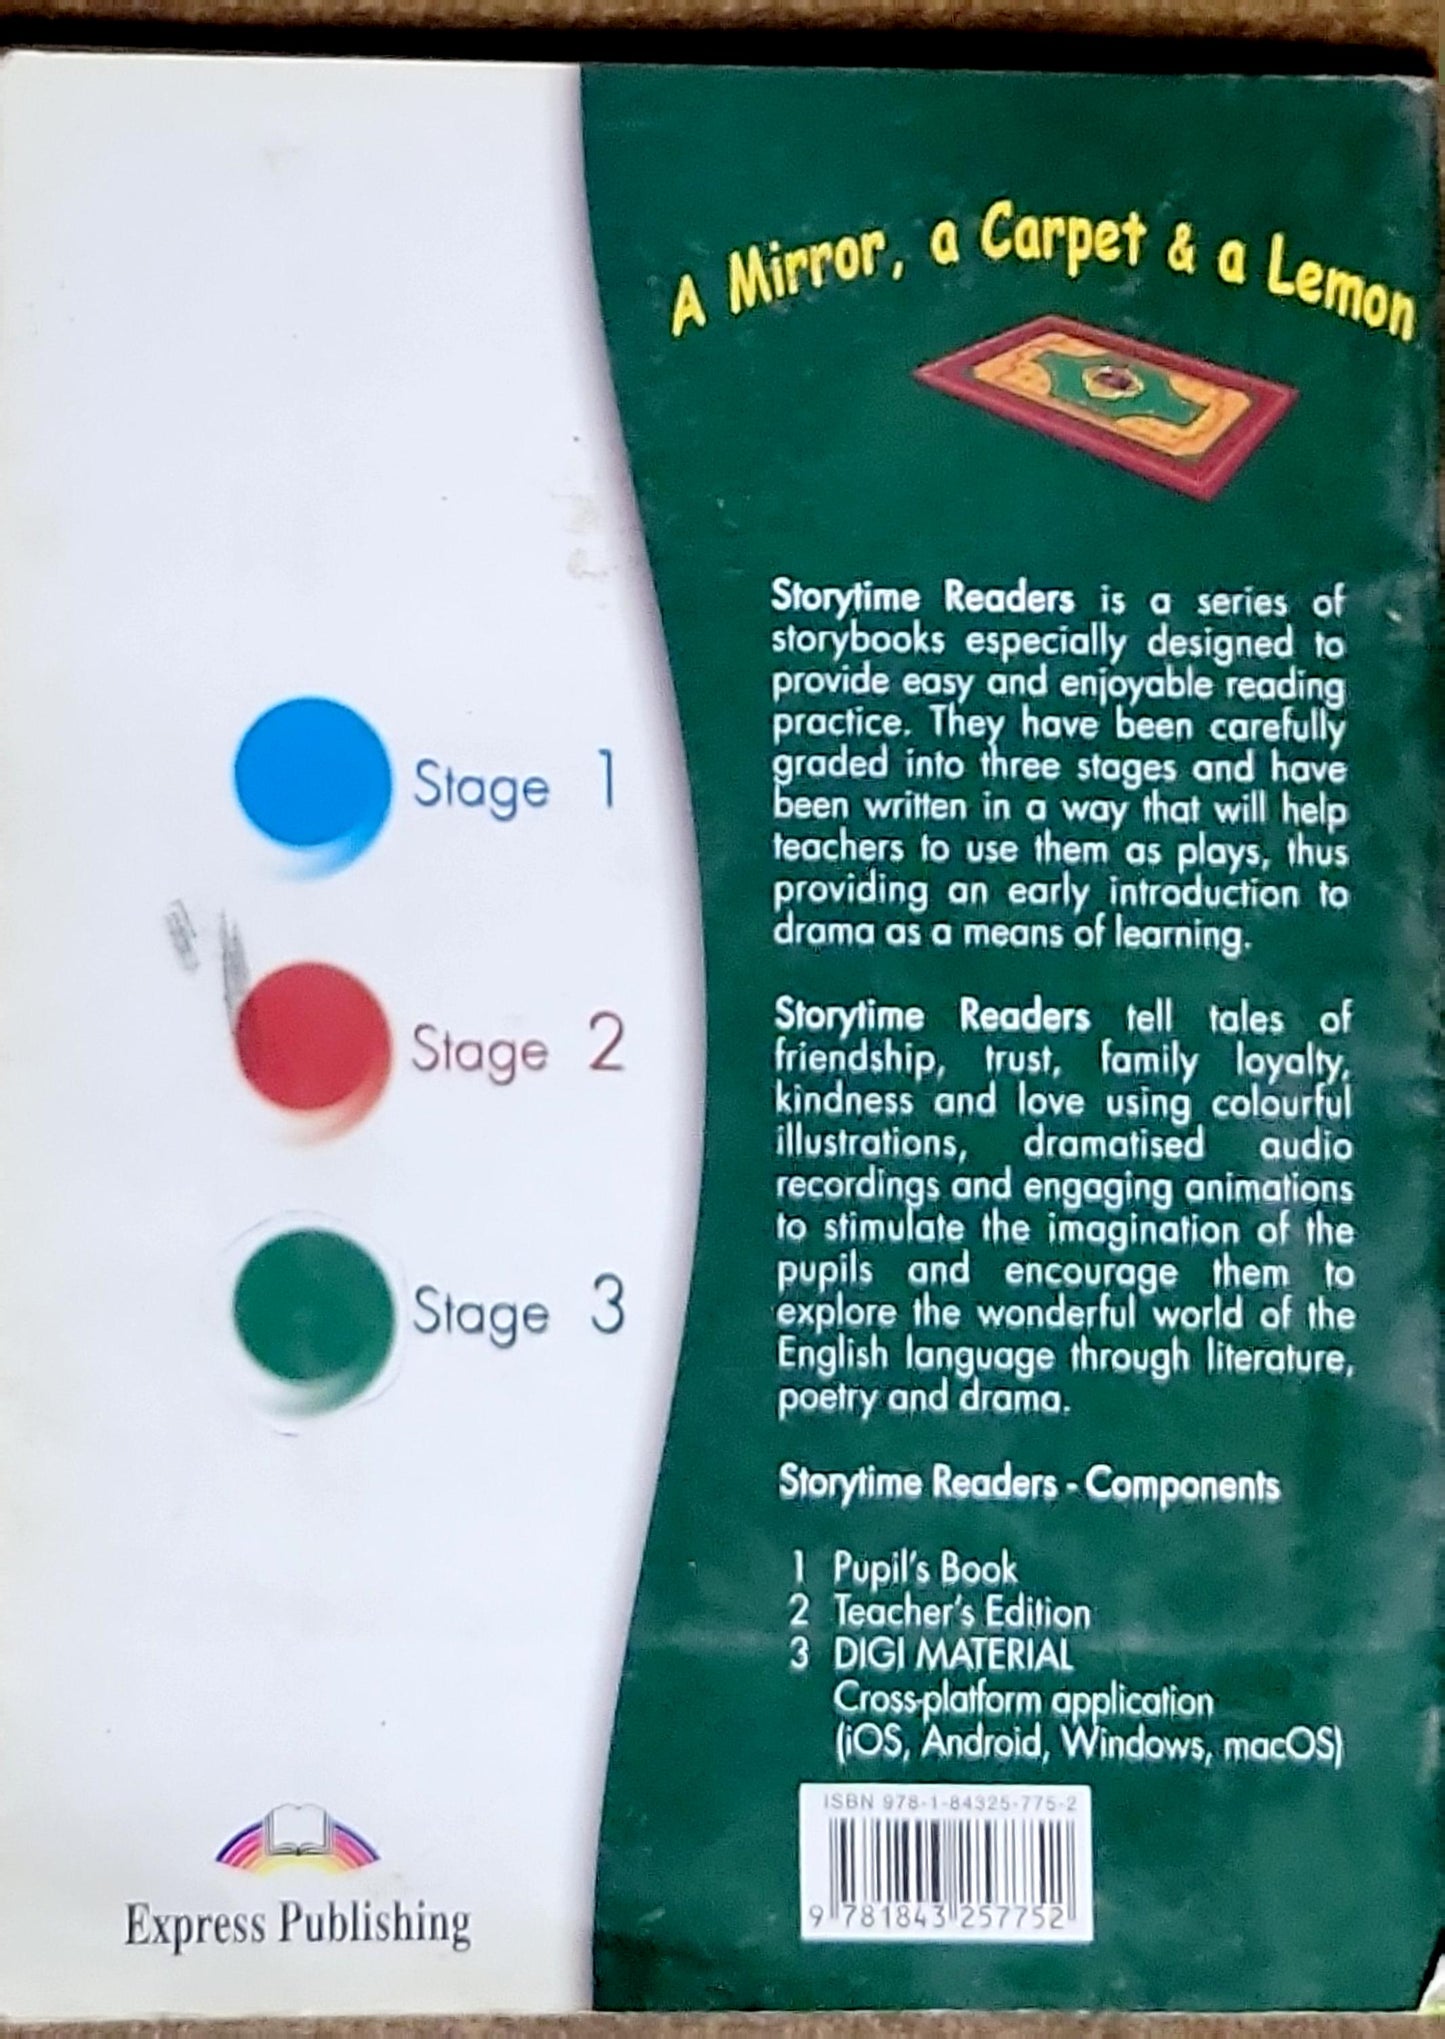 A Mirror, a Carpet & a Lemon
Stage 1
Stage 2
Stage 3
Storytime Readers is a series of
storybooks especially designed to
provide easy and enjoyable reading
practice. They have been carefully
graded into three stages and have
been written in a way that will help
teachers to use them as plays, thus
providing an early introduction to
drama as a means of learning.
Storytime Readers tell tales of
friendship, trust, family loyalty,
kindness and love using colourful
illustrations, dramatised audio
recordings and engaging animations
to stimulate the imagination of the
pupils and encourage them to
explore the wonderful world of the
English language through literature,
poetry and drama.
Storytime Readers - Components
1 Pupil's Book
2 Teacher's Edition
3 DIGI MATERIAL
Cross-platform application
(iOS, Android, Windows, macOS)
ISBN 978-1-84325-775-2
9 781843 257752
Express Publishing